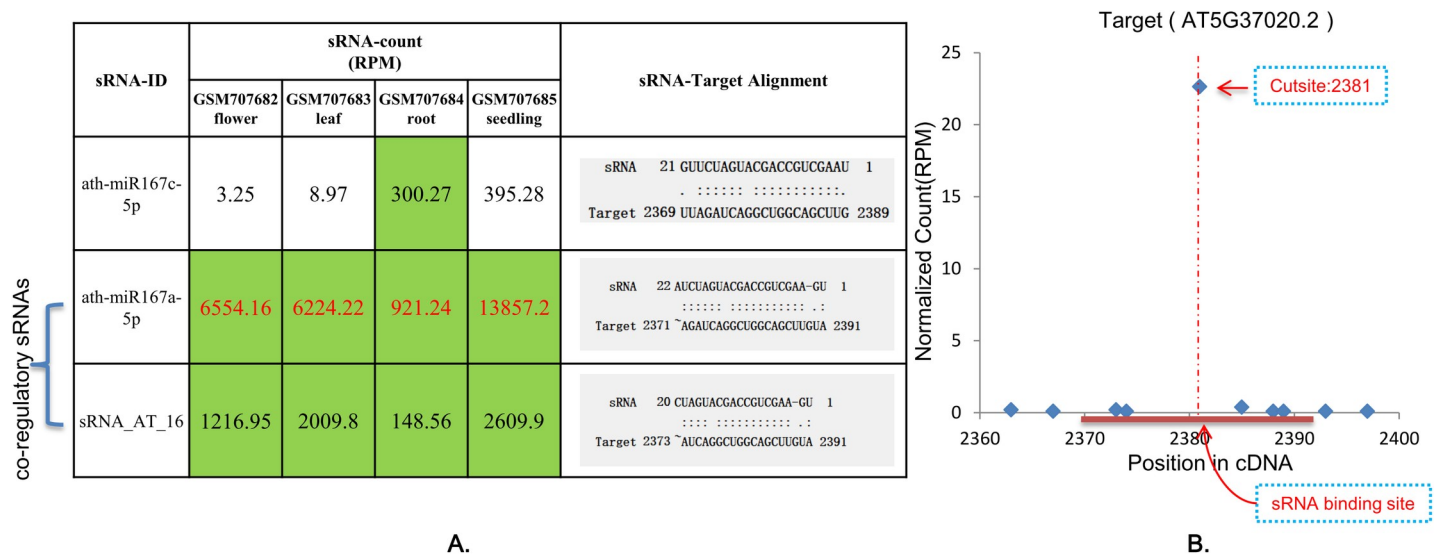 sRNA-ID
sRNA-count
(RPM)
sRNA-Target Alignment
GSM707682
flower
GSM707683
leaf
GSM707684
root
GSM707685
seedling
ath-miR167c-
5p
3.25
8.97
300.27
395.28
sRNA 21 GUUCUAGUACGACCGUCGAAU 1
. :::::: :::::::::::.
Target 2369 UUAGAUCAGGCUGGCAGCUUG 2389
co-regulatory sRNAs
ath-miR167a-
5p
6554.16
6224.22
921.24
13857.2
sRNA 22 AUCUAGUACGACCGUCGAA-GU 1
:::::: ::::::::::: .:
Target 2371 ~AGAUCAGGCUGGCAGCUUGUA 2391
sRNA_AT_16
1216.95
2009.8
148.56
2609.9
sRNA 20 CUAGUACGACCGUCGAA-GU 1
:::: ::::::::::: .:
Target 2373 ~AUCAGGCUGGCAGCUUGUA 2391
A.
Target ( AT5G37020.2 )
Normalized Count(RPM)
25
20
15
10
5
0
Cutsite:2381
2360
2370
2380
2390
2400
Position in cDNA
sRNA binding site
B.